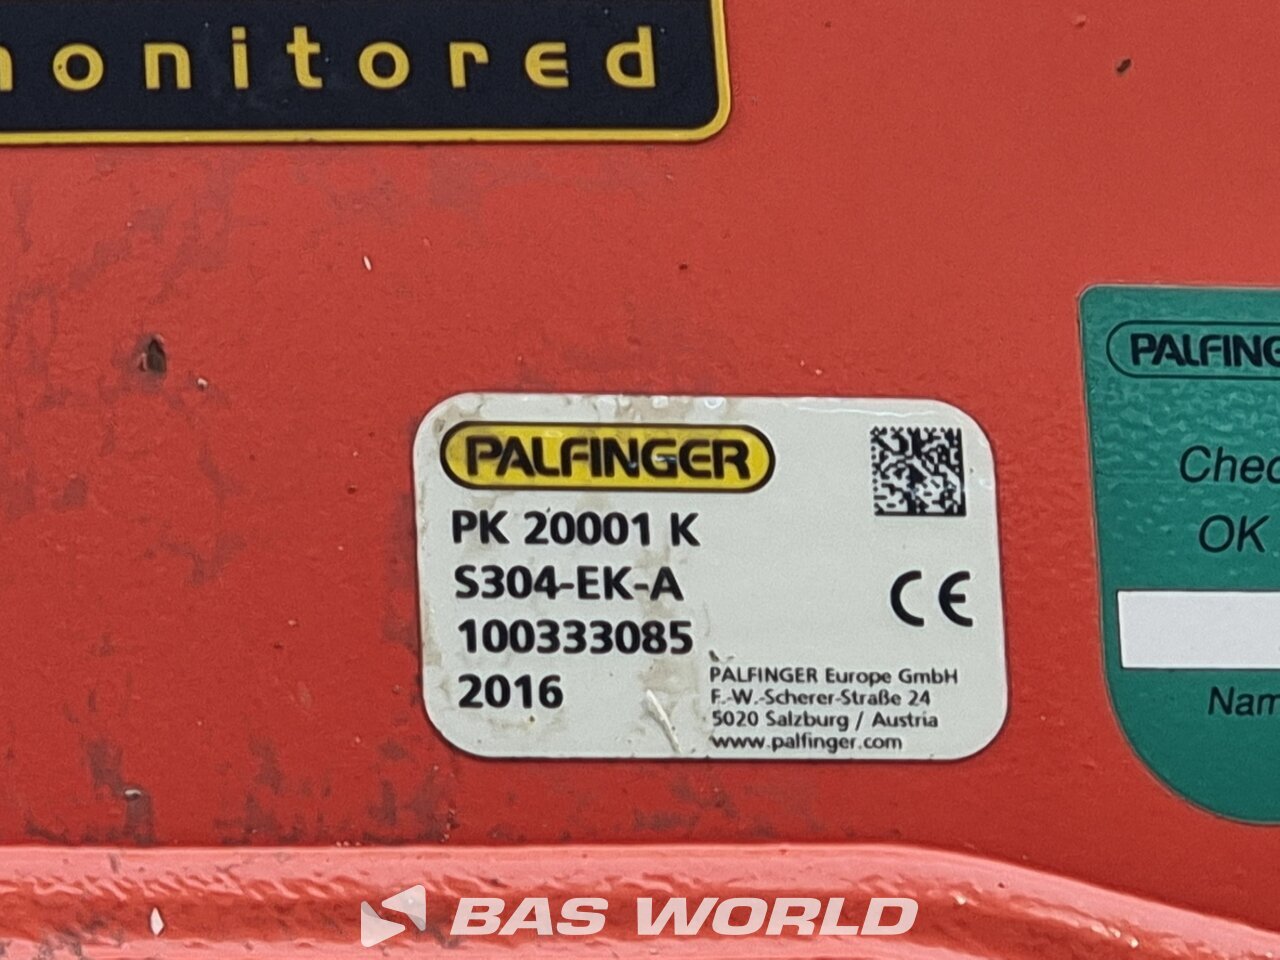 monitored
PALFINGER
PK 20001 K
S304-EK-A
100333085
2016
CE
PALFINGER Europe GmbH
F.-W.-Scherer-Straße 24
5020 Salzburg / Austria
www.palfinger.com
PALFING
Chec
OK
Nam
BAS WORLD